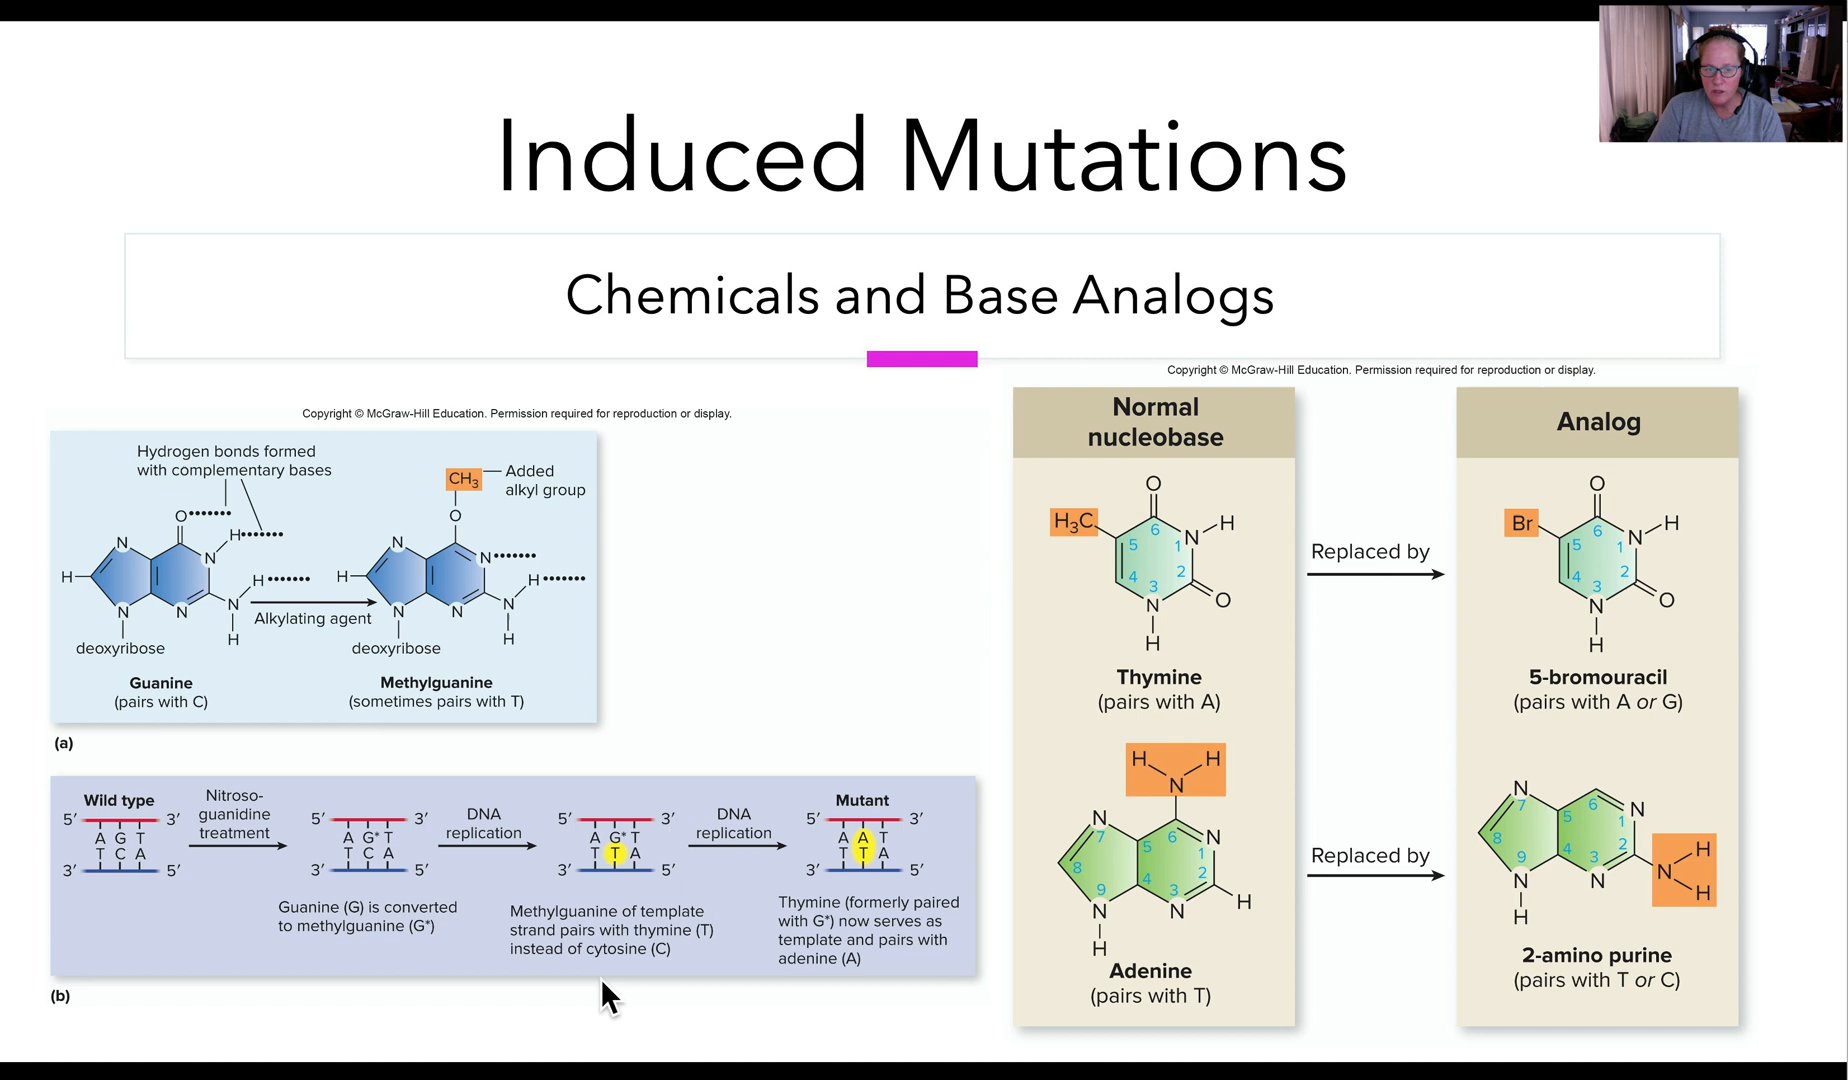 Induced Mutations
Chemicals and Base Analogs
Copyright © McGraw-Hill Education. Permission required for reproduction or display.
Hydrogen bonds formed
with complementary bases
CH₃
Added
alkyl group
O
O
H
N
N
N
N
H
H
H
H
N
N
N
N
N
N
H
H
deoxyribose
Alkylating agent
deoxyribose
Guanine
(pairs with C)
Methylguanine
(sometimes pairs with T)
(a)
Wild type
5′ 3′
A G T
T C A
3′ 5′
Nitroso-
guanidine
treatment
5′ 3′
A G* T
T C A
3′ 5′
Guanine (G) is converted
to methylguanine (G*)
DNA
replication
5′ 3′
A G* T
T T A
3′ 5′
Methylguanine of template
strand pairs with thymine (T)
instead of cytosine (C)
DNA
replication
Mutant
5′ 3′
A A T
T T A
3′ 5′
Thymine (formerly paired
with G*) now serves as
template and pairs with
adenine (A)
(b)
Copyright © McGraw-Hill Education. Permission required for reproduction or display.
Normal
nucleobase
Analog
O
H₃C
6
N H
5 1
4 2
3
N O
H
Thymine
(pairs with A)
Replaced by
O
Br
6
N H
5 1
4 2
3
N O
H
5-bromouracil
(pairs with A or G)
H H
N
N
7 6 N
5 1
8 2
4 H
9 3
N N
H
Adenine
(pairs with T)
Replaced by
N
7 6 N
5 1
8 2
4 H
9 3 N
N N H
H
2-amino purine
(pairs with T or C)